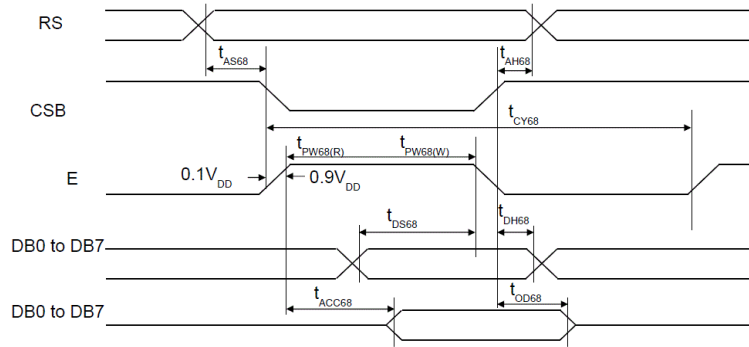 RS
tAS68
tAH68
CSB
tCY68
tPW68(R)
tPW68(W)
E
0.1VDD
0.9VDD
tDS68
tDH68
DB0 to DB7
tACC68
tOD68
DB0 to DB7